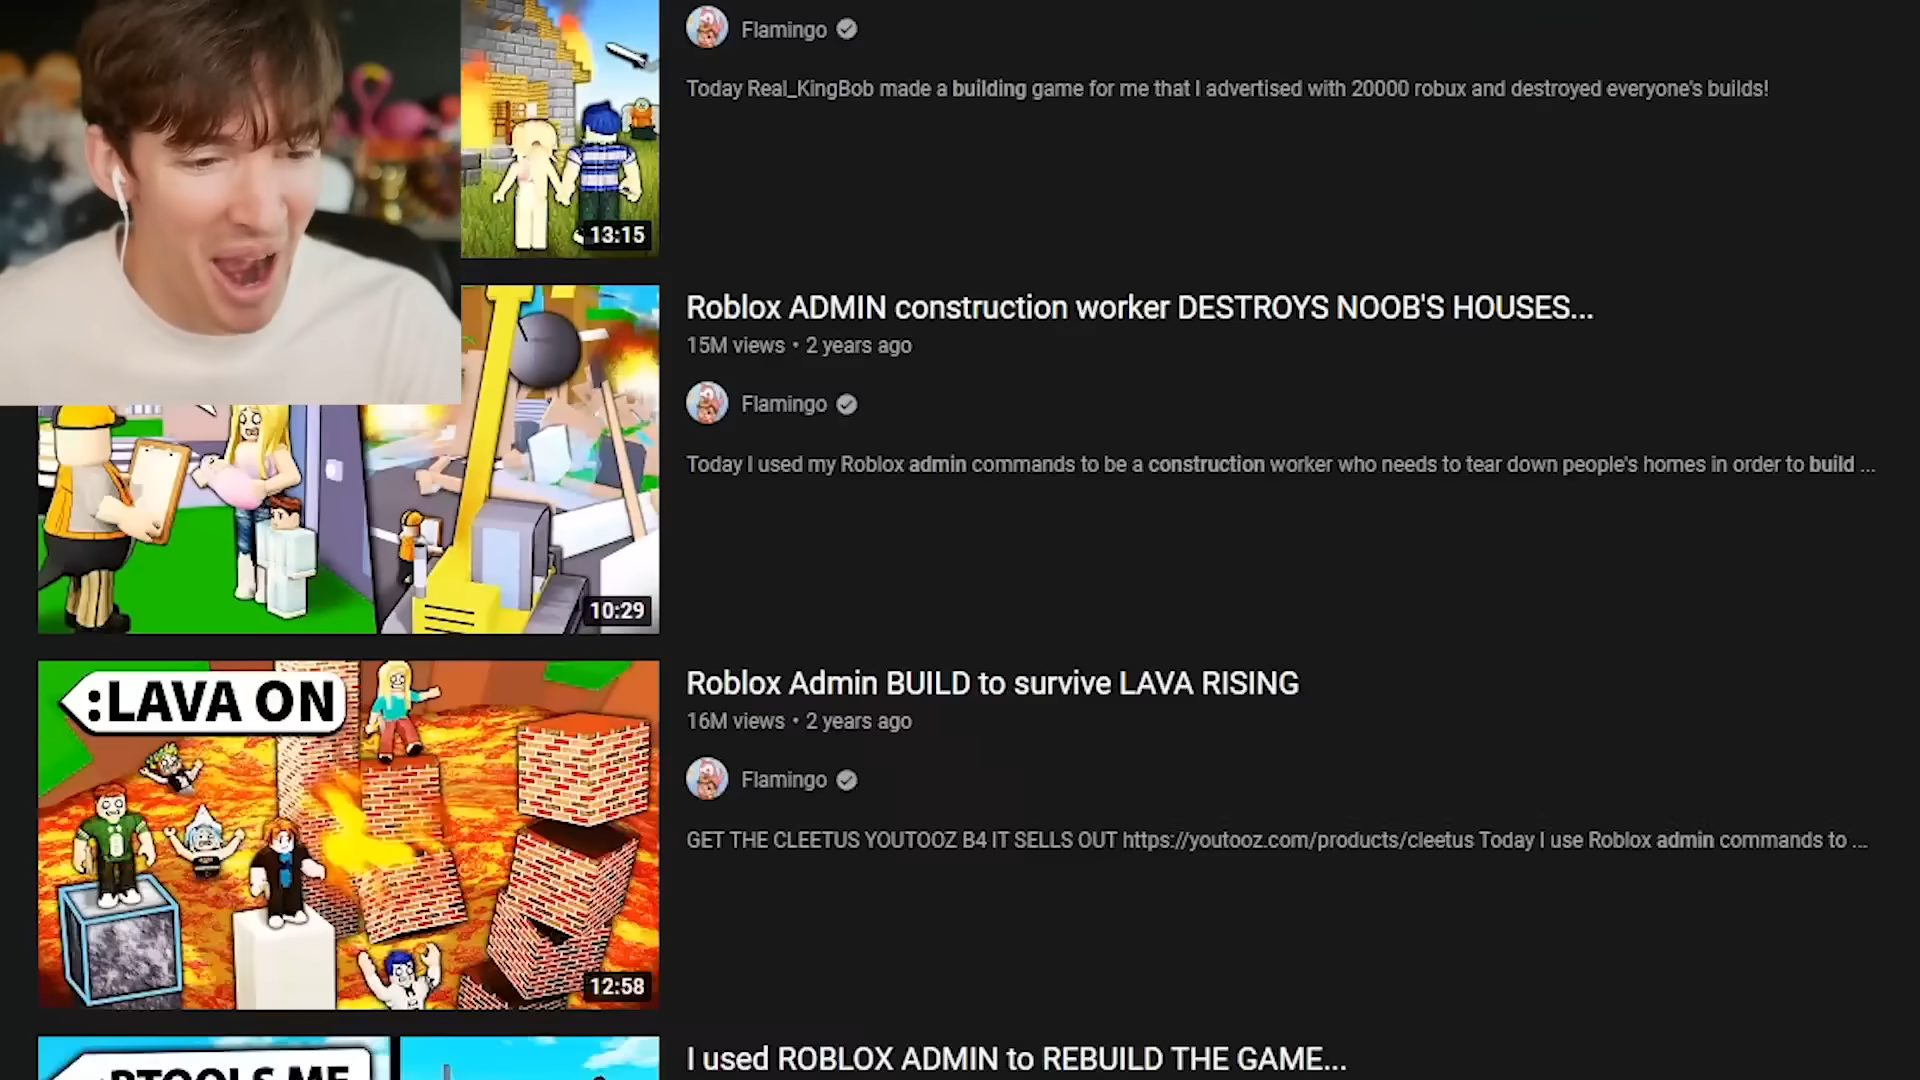 Flamingo
Today Real_KingBob made a building game for me that I advertised with 20000 robux and destroyed everyone's builds!
13:15
Roblox ADMIN construction worker DESTROYS NOOB'S HOUSES...
15M views • 2 years ago
Flamingo
Today I used my Roblox admin commands to be a construction worker who needs to tear down people's homes in order to build ...
10:29
:LAVA ON
Roblox Admin BUILD to survive LAVA RISING
16M views • 2 years ago
Flamingo
GET THE CLEETUS YOUTOOZ B4 IT SELLS OUT https://youtooz.com/products/cleetus Today I use Roblox admin commands to ...
12:58
I used ROBLOX ADMIN to REBUILD THE GAME...